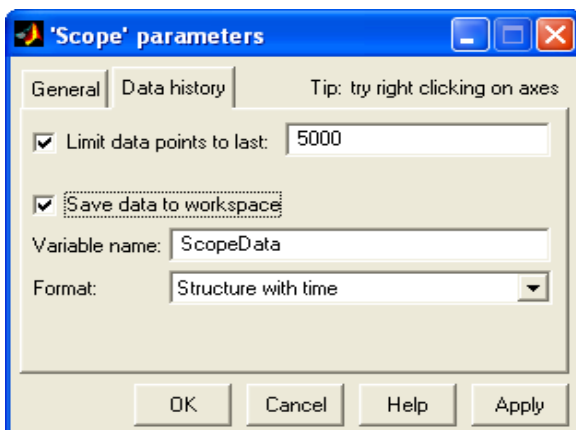 'Scope' parameters
General Data history Tip: try right clicking on axes
Limit data points to last: 5000
Save data to workspace
Variable name: ScopeData
Format: Structure with time
OK Cancel Help Apply